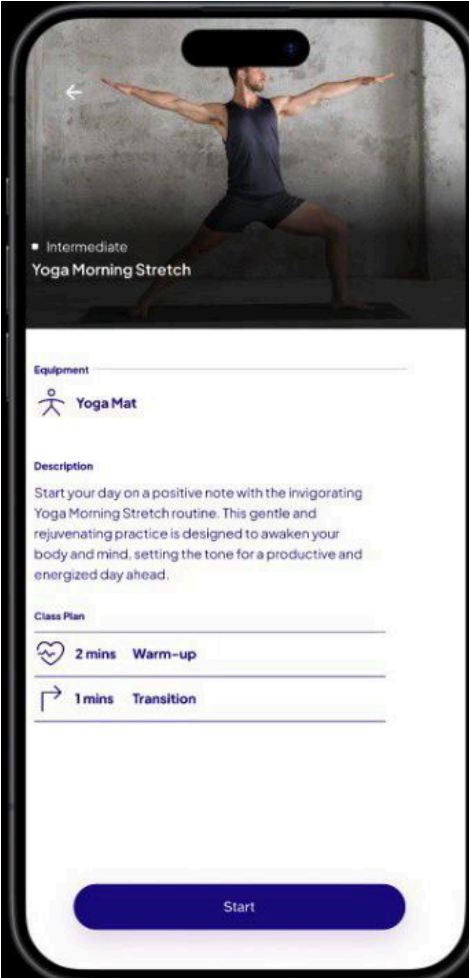 Intermediate
Yoga Morning Stretch
Equipment
Yoga Mat
Description
Start your day on a positive note with the invigorating
Yoga Morning Stretch routine. This gentle and
rejuvenating practice is designed to awaken your
body and mind, setting the tone for a productive and
energized day ahead.
Class Plan
2 mins Warm-up
1 mins Transition
Start